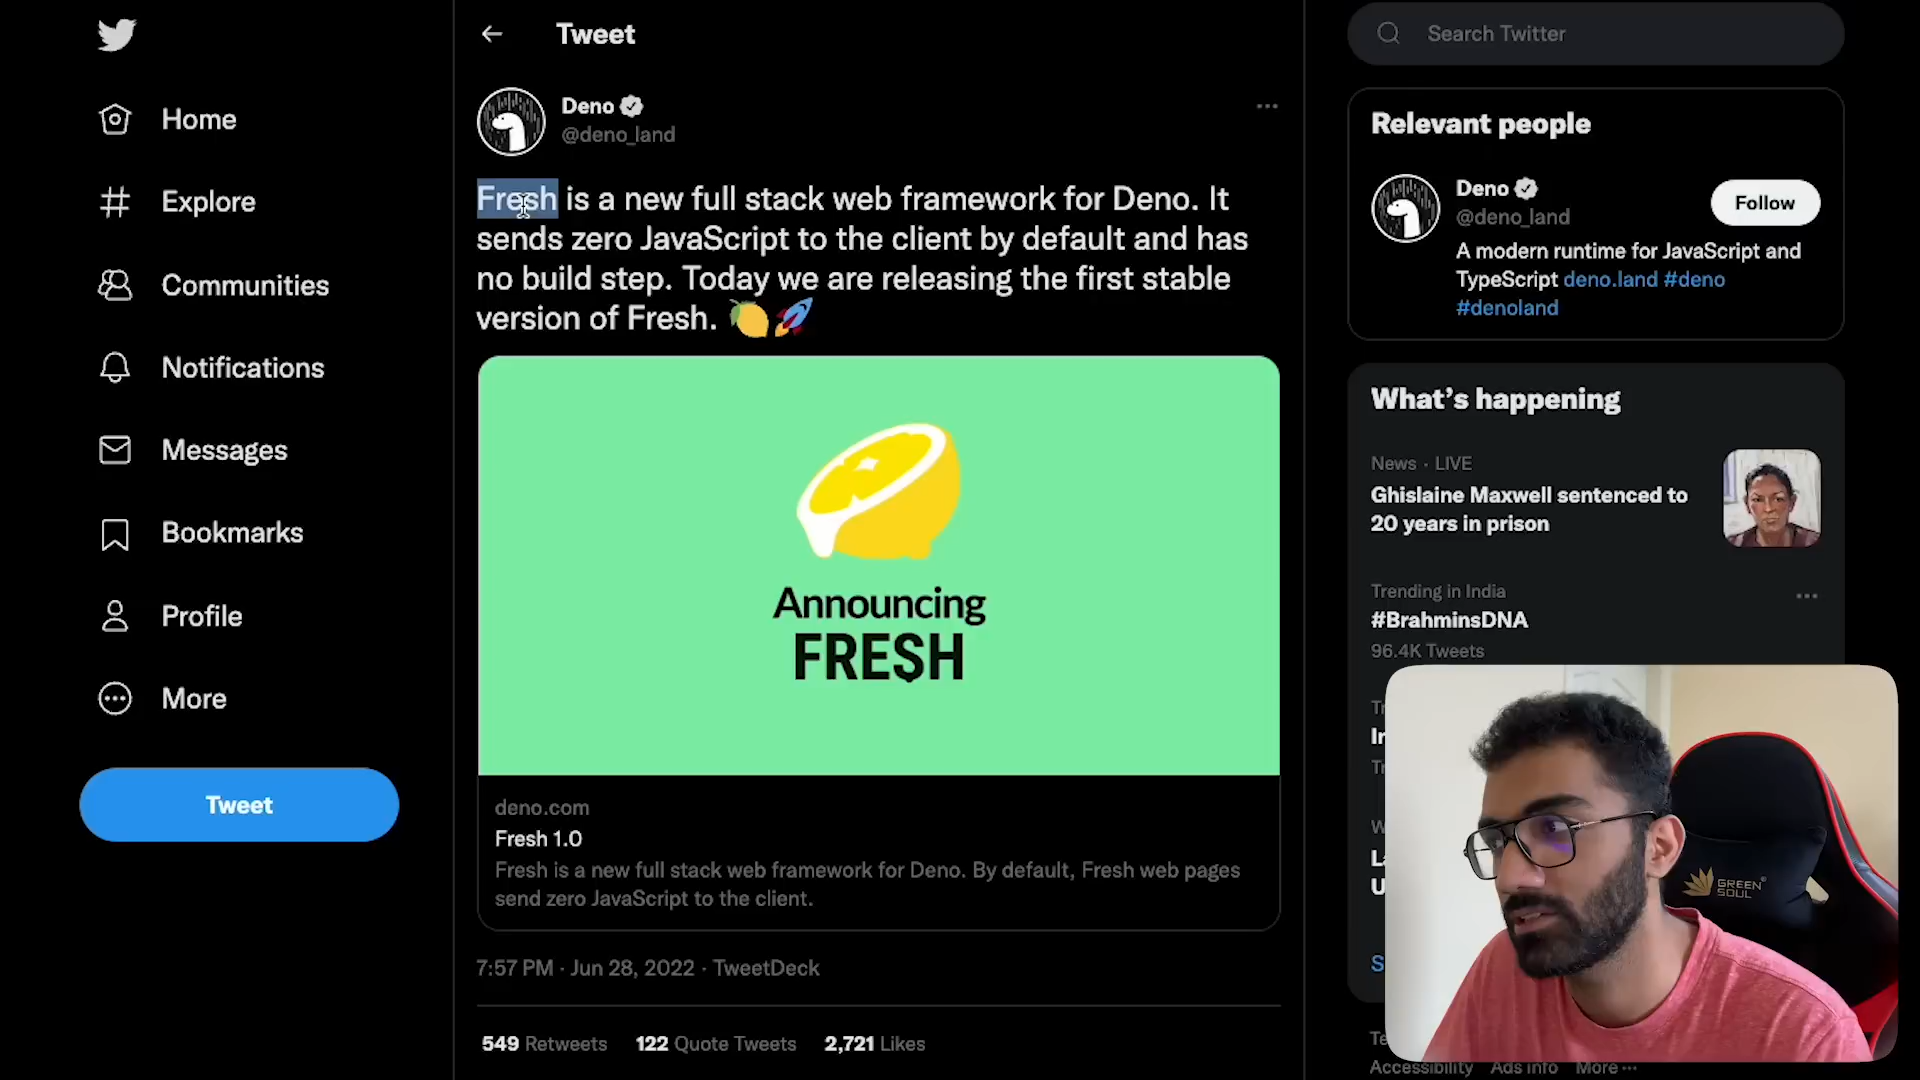 Home
Explore
Communities
Notifications
Messages
Bookmarks
Profile
More
Tweet
Tweet
Deno
@deno_land
Fresh is a new full stack web framework for Deno. It
sends zero JavaScript to the client by default and has
no build step. Today we are releasing the first stable
version of Fresh. 🍋🚀
Announcing
FRESH
deno.com
Fresh 1.0
Fresh is a new full stack web framework for Deno. By default, Fresh web pages
send zero JavaScript to the client.
7:57 PM · Jun 28, 2022 · TweetDeck
549 Retweets 122 Quote Tweets 2,721 Likes
Search Twitter
Relevant people
Deno
@deno_land
Follow
A modern runtime for JavaScript and
TypeScript deno.land #deno
#denoland
What's happening
News · LIVE
Ghislaine Maxwell sentenced to
20 years in prison
Trending in India
#BrahminsDNA
96.4K Tweets
GREEN
SOUL
Accessibility Ads info More ···